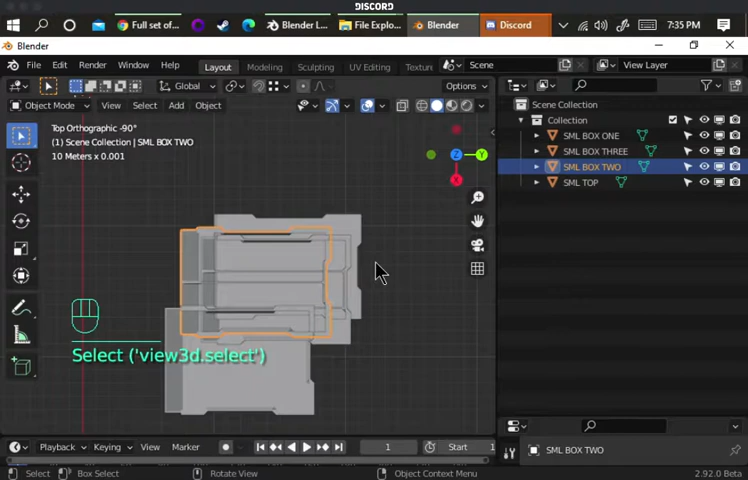 DISCORD
Full set of...
Blender L...
File Explo...
Blender
Discord
7:35 PM
Blender
File
Edit
Render
Window
Help
Layout
Modeling
Sculpting
UV Editing
Textur
Scene
View Layer
Global
Options
Object Mode
View
Select
Add
Object
Top Orthographic -90°
(1) Scene Collection | SML BOX TWO
10 Meters x 0.001
Select ('view3d.select')
Scene Collection
Collection
SML BOX ONE
SML BOX THREE
SML BOX TWO
SML TOP
X
Y
Z
SML BOX TWO
Playback
Keying
View
Marker
1
Start
1
Select
Box Select
Rotate View
Object Context Menu
2.92.0 Beta